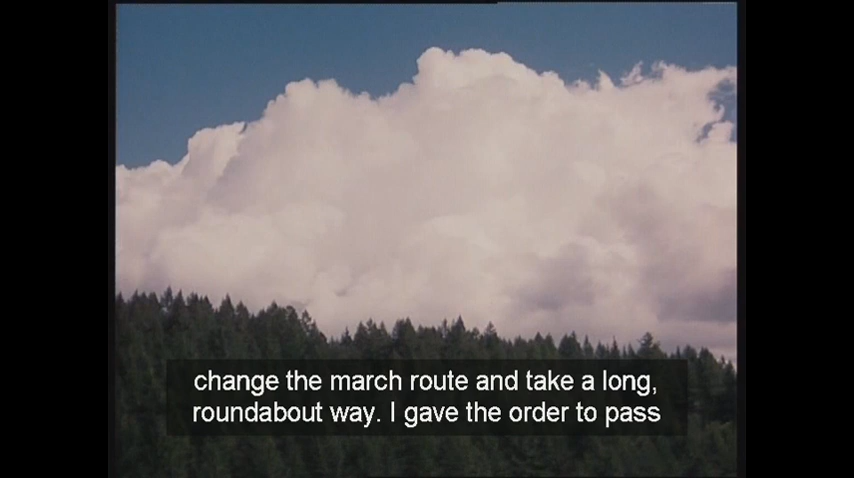 change the march route and take a long,
roundabout way. I gave the order to pass